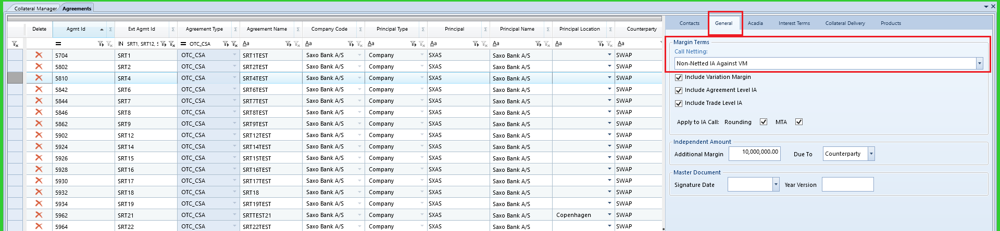 Collateral Manager Agreements
Delete Agmt Id Σ Ext Agmt Id Σ Agreement Type Σ Agreement Name Σ Company Code Σ Principal Type Σ Principal Σ Principal Name Σ Principal Location Σ Counterparty
= IN SRT1, SRT12, S = OTC_CSA Aa Aa Aa Aa Aa Aa Aa
5704 SRT1 OTC_CSA SRT1TEST Saxo Bank A/S Company SXAS Saxo Bank A/S SWAP
5802 SRT2 OTC_CSA SRT2TEST Saxo Bank A/S Company SXAS Saxo Bank A/S SWAP
5810 SRT4 OTC_CSA SRT4TEST Saxo Bank A/S Company SXAS Saxo Bank A/S SWAP
5842 SRT6 OTC_CSA SRT6TEST Saxo Bank A/S Company SXAS Saxo Bank A/S SWAP
5844 SRT7 OTC_CSA SRT7TEST Saxo Bank A/S Company SXAS Saxo Bank A/S SWAP
5846 SRT8 OTC_CSA SRT8TEST Saxo Bank A/S Company SXAS Saxo Bank A/S SWAP
5862 SRT9 OTC_CSA SRT9TEST Saxo Bank A/S Company SXAS Saxo Bank A/S SWAP
5902 SRT12 OTC_CSA SRT12TEST Saxo Bank A/S Company SXAS Saxo Bank A/S SWAP
5924 SRT14 OTC_CSA SRT14TEST Saxo Bank A/S Company SXAS Saxo Bank A/S SWAP
5926 SRT15 OTC_CSA SRT15TEST Saxo Bank A/S Company SXAS Saxo Bank A/S SWAP
5928 SRT16 OTC_CSA SRT16TEST Saxo Bank A/S Company SXAS Saxo Bank A/S SWAP
5930 SRT17 OTC_CSA SRT17TEST Saxo Bank A/S Company SXAS Saxo Bank A/S SWAP
5932 SRT18 OTC_CSA SRT18 Saxo Bank A/S Company SXAS Saxo Bank A/S SWAP
5934 SRT19 OTC_CSA SRT19TEST Saxo Bank A/S Company SXAS Saxo Bank A/S SWAP
5962 SRT21 OTC_CSA SRTTEST21 Saxo Bank A/S Company SXAS Saxo Bank A/S Copenhagen SWAP
5964 SRT22 OTC_CSA SRT22TEST Saxo Bank A/S Company SXAS Saxo Bank A/S SWAP
Contacts General Acadia Interest Terms Collateral Delivery Products
Margin Terms
Call Netting:
Non-Netted IA Against VM
Include Variation Margin
Include Agreement Level IA
Include Trade Level IA
Apply to IA Call: Rounding MTA
Independent Amount
Additional Margin 10,000,000.00 Due To Counterparty
Master Document
Signature Date Year Version